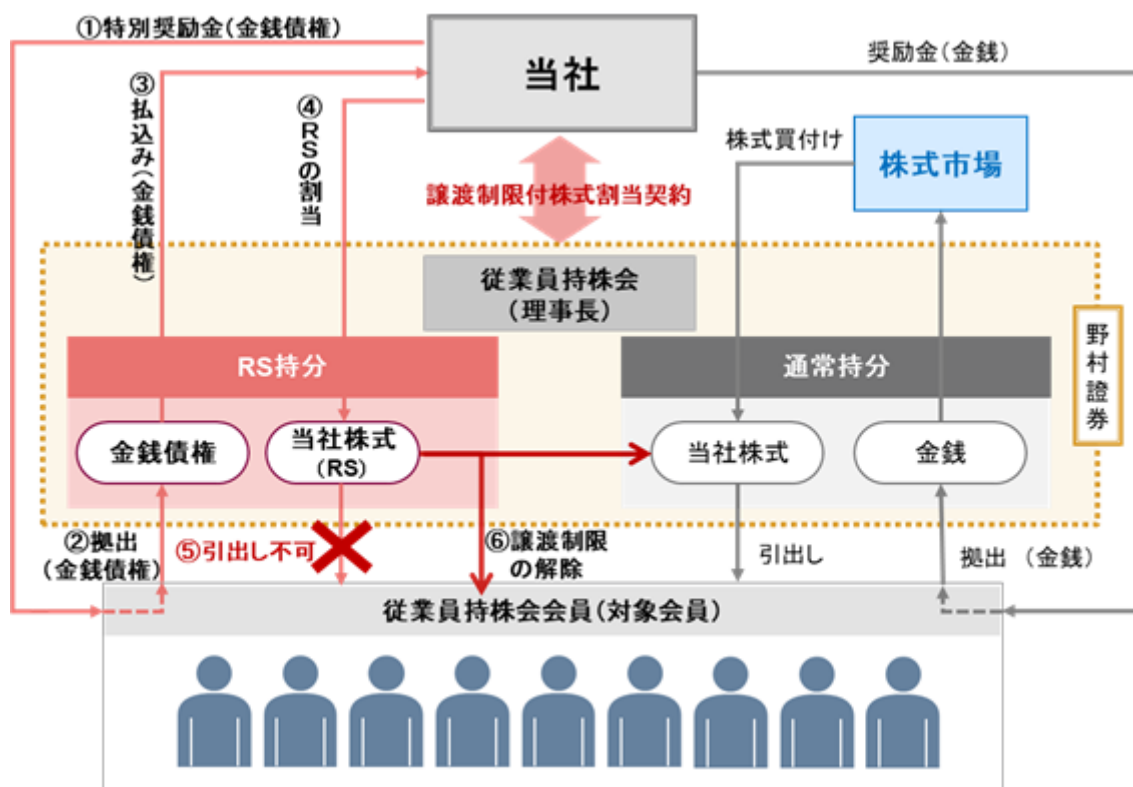 ①特別奨励金(金銭債権)
当社
奨励金(金銭)
③払込み(金銭債権)
④RSの割当
株式買付け
株式市場
譲渡制限付株式割当契約
従業員持株会
(理事長)
野村證券
RS持分
通常持分
金銭債権
当社株式
(RS)
当社株式
金銭
②拠出
(金銭債権)
⑤引出し不可
⑥譲渡制限
の解除
引出し
拠出 (金銭)
従業員持株会会員(対象会員)